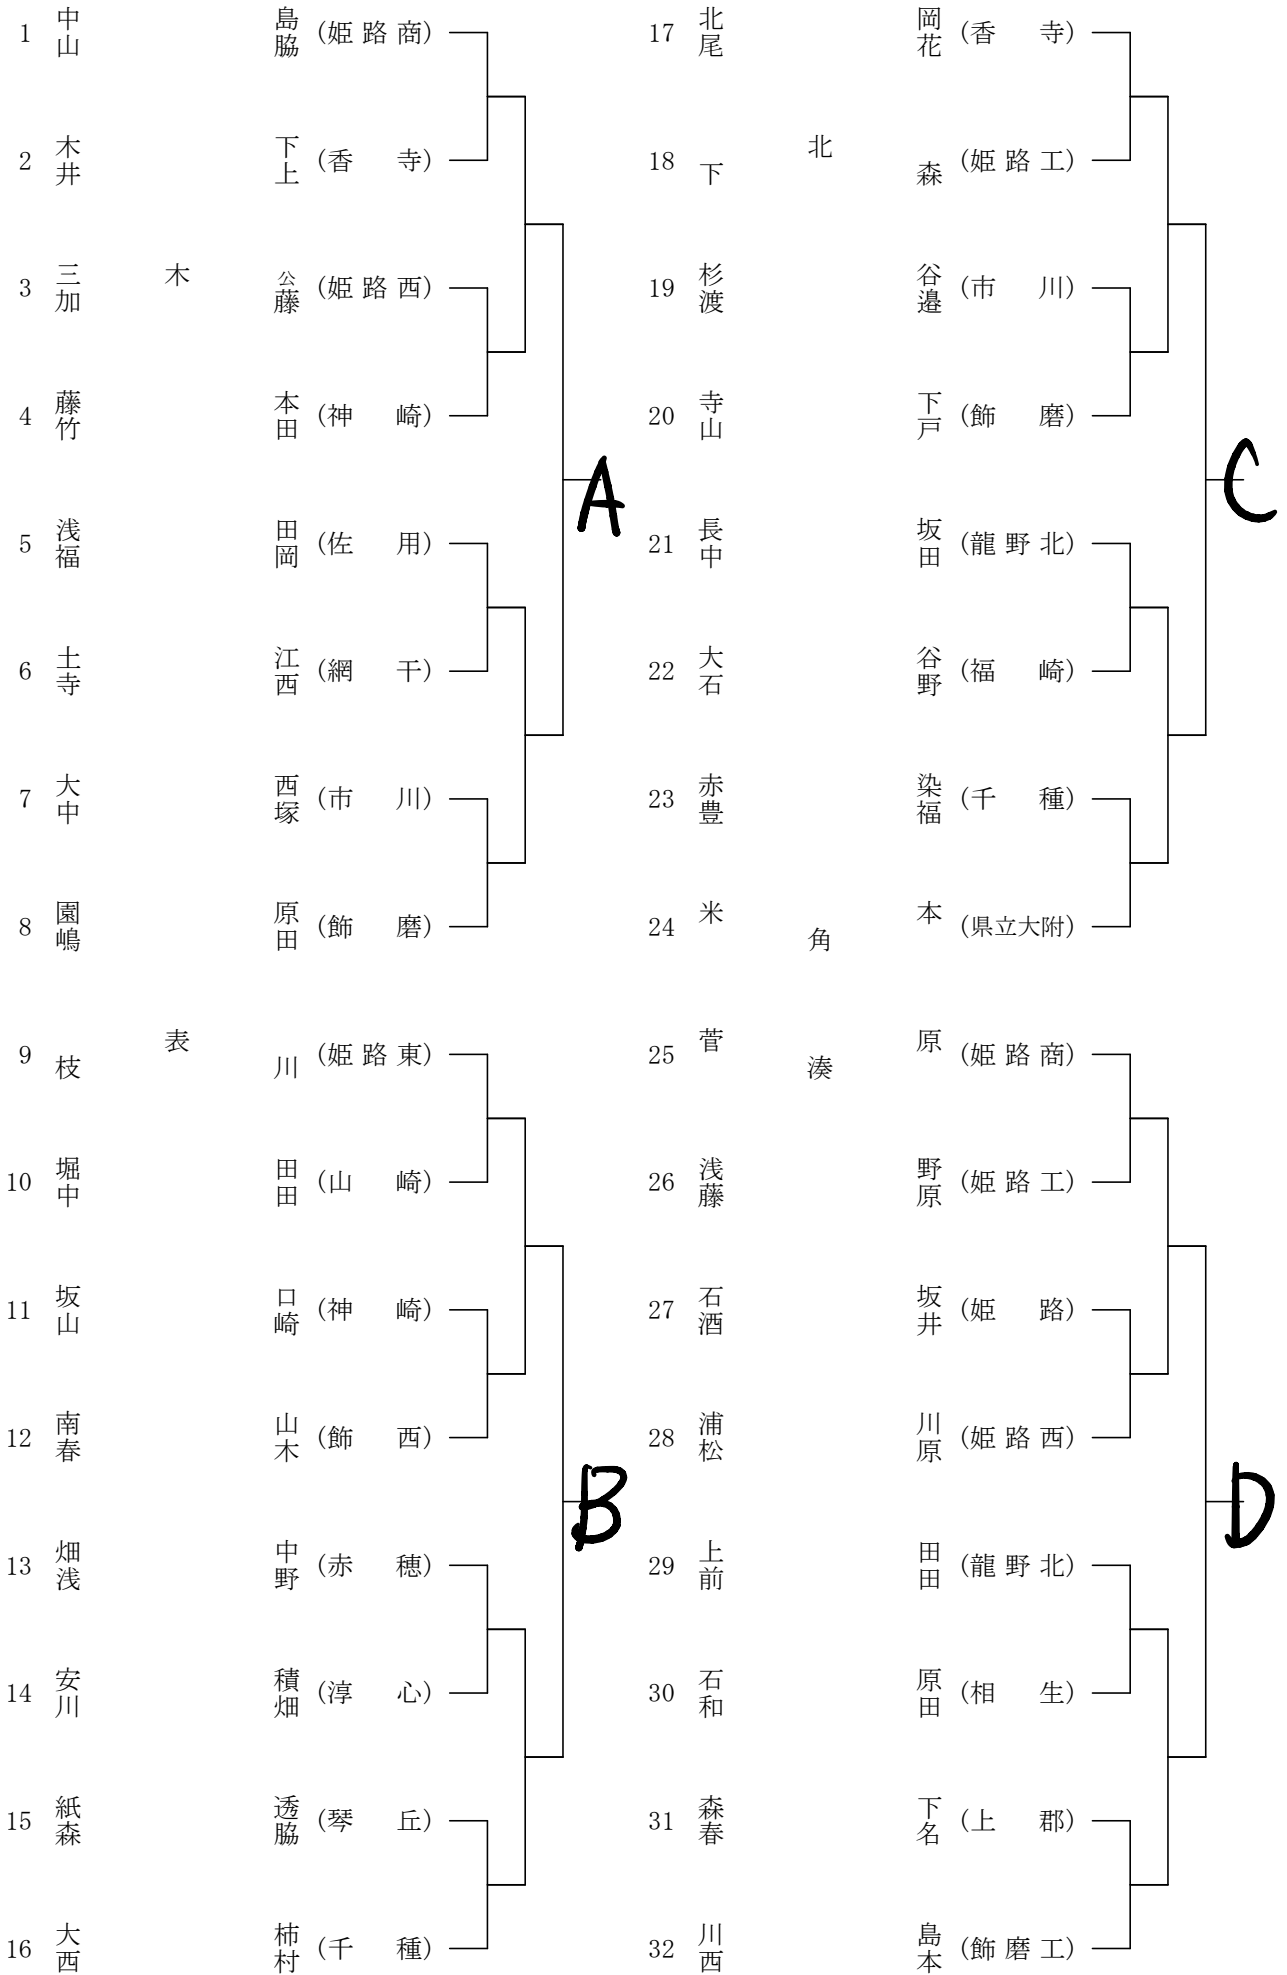 1 中島 山脇 (姫路商)
2 木下 井上 (香寺)
3 三木公 加藤 (姫路西)
4 藤本 竹田 (神崎)
5 浅田 福岡 (佐用)
6 土江 寺西 (網干)
7 大西 中塚 (市川)
8 園原 嶋田 (飾磨)
A
9 表 枝川 (姫路東)
10 堀田 中田 (山崎)
11 坂口 山崎 (神崎)
12 南山 春木 (飾西)
13 畑中 浅野 (赤穂)
14 安積 川畑 (淳心)
15 紙透 森脇 (琴丘)
16 大柿 西村 (千種)
B
17 北岡 尾花 (香寺)
18 北 下森 (姫路工)
19 杉谷 渡邉 (市川)
20 寺下 山戸 (飾磨)
21 長坂 中田 (龍野北)
22 大谷 石野 (福崎)
23 赤染 豊福 (千種)
24 米本 角 (県立大附)
C
25 菅原 湊 (姫路商)
26 浅野 藤原 (姫路工)
27 石坂 酒井 (姫路)
28 浦川 松原 (姫路西)
29 上田 前田 (龍野北)
30 石原 和田 (相生)
31 森下 春名 (上郡)
32 川島 西本 (飾磨工)
D